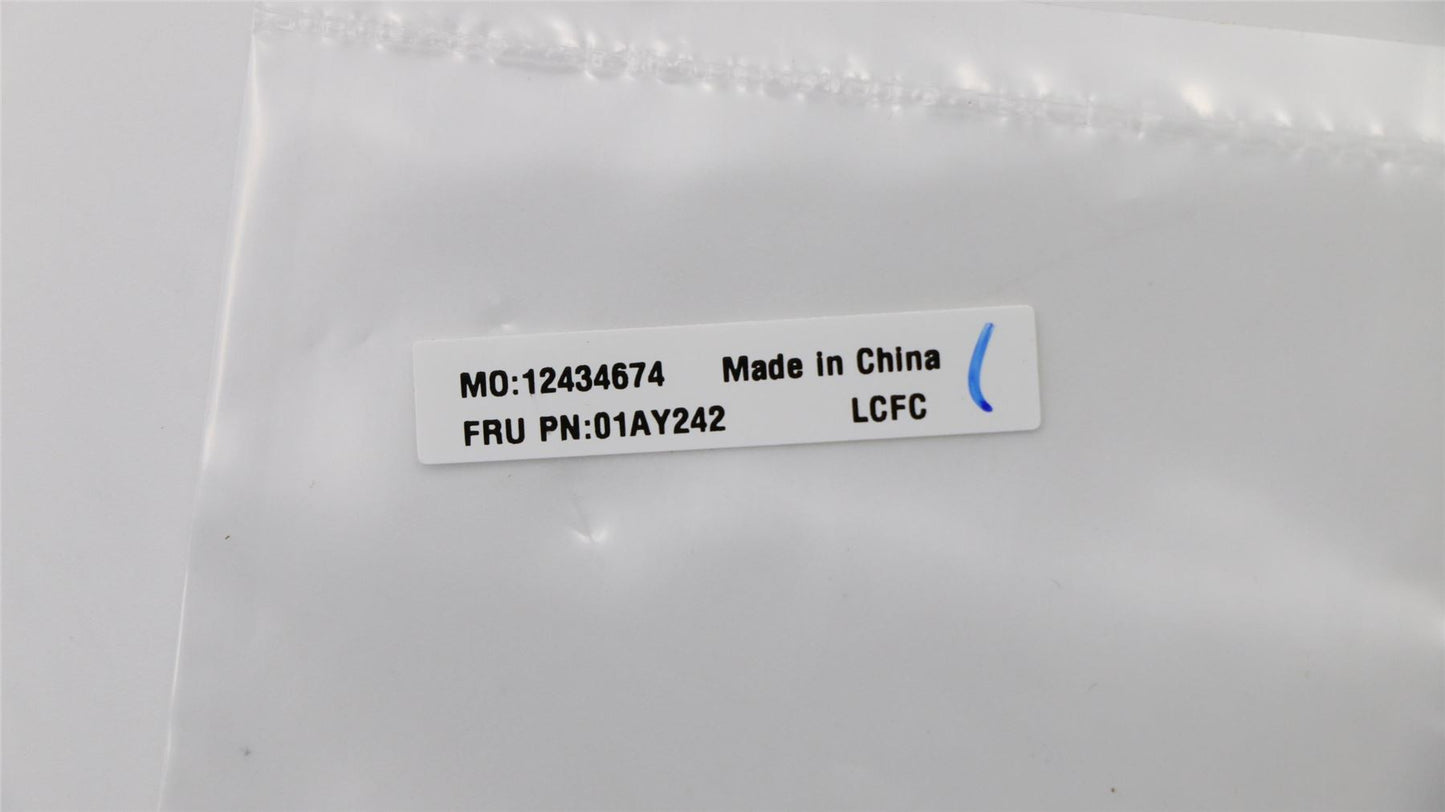 MO:12434674 Made in China
FRU PN:01AY242 LCFC